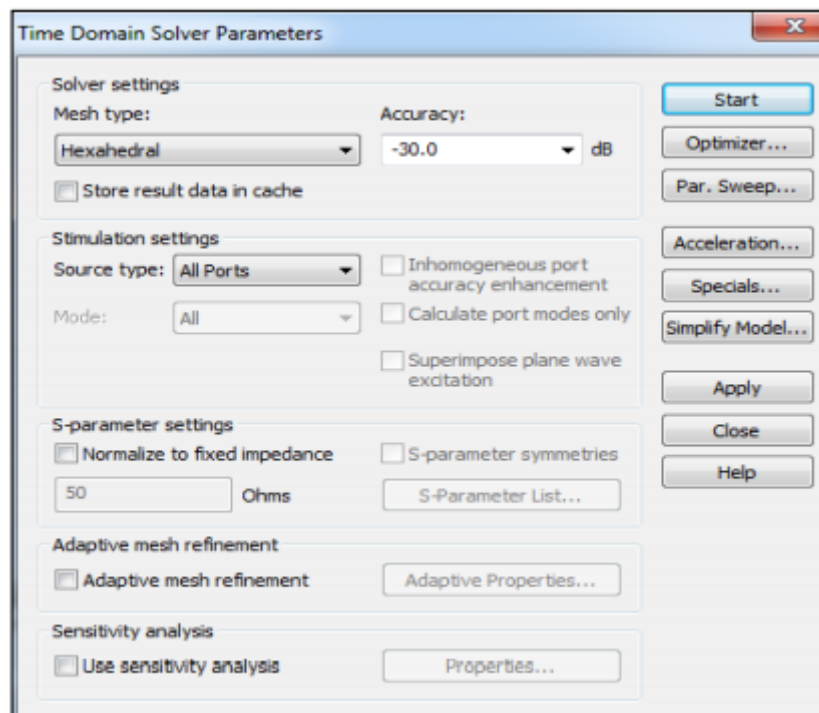 Time Domain Solver Parameters
Solver settings
Mesh type:
Accuracy:
Hexahedral
-30.0
dB
Store result data in cache
Stimulation settings
Source type:
All Ports
Inhomogeneous port
accuracy enhancement
Mode:
All
Calculate port modes only
Superimpose plane wave
excitation
S-parameter settings
Normalize to fixed impedance
S-parameter symmetries
50
Ohms
S-Parameter List...
Adaptive mesh refinement
Adaptive mesh refinement
Adaptive Properties...
Sensitivity analysis
Use sensitivity analysis
Properties...
Start
Optimizer...
Par. Sweep...
Acceleration...
Specials...
Simplify Model...
Apply
Close
Help